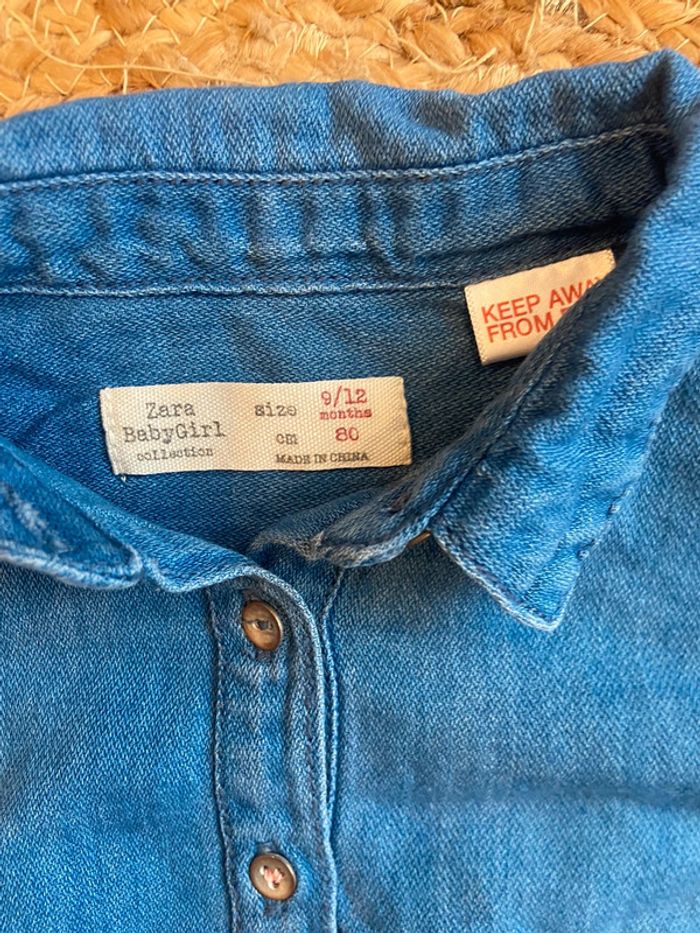 Zara size 9/12 months
BabyGirl cm 80
collection MADE IN CHINA
KEEP AWAY
FROM